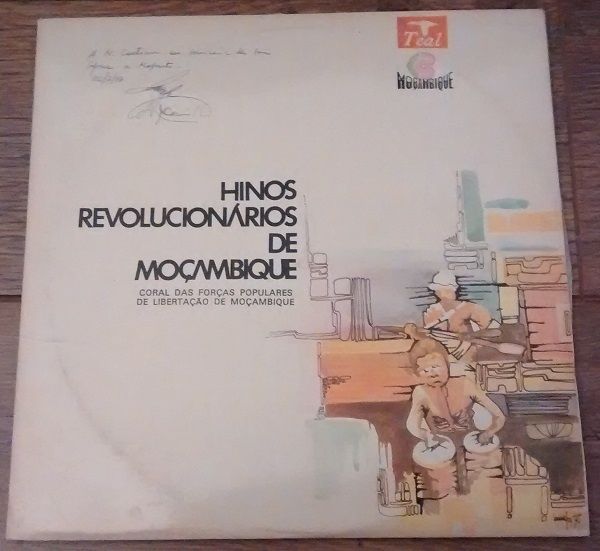 Teal
MOÇAMBIQUE
HINOS
REVOLUCIONÁRIOS
DE
MOÇAMBIQUE
CORAL DAS FORÇAS POPULARES
DE LIBERTAÇÃO DE MOÇAMBIQUE